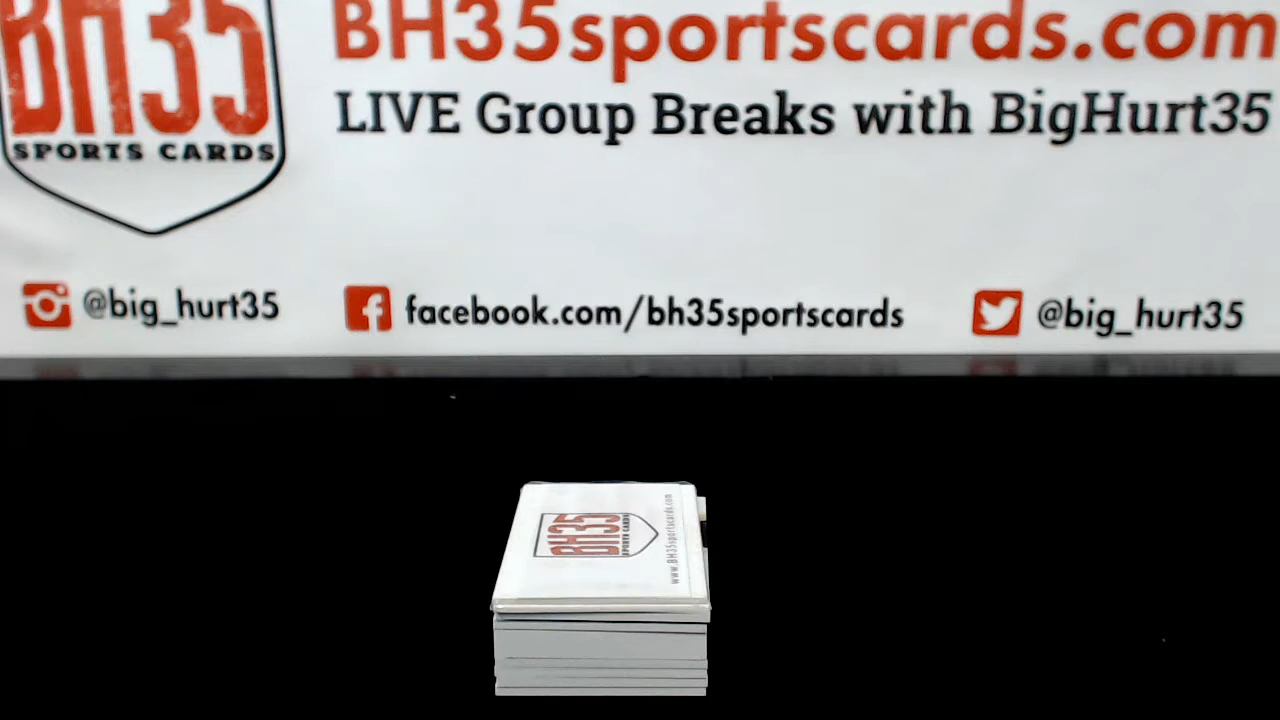 BH35
SPORTS CARDS
BH35sportscards.com
LIVE Group Breaks with BigHurt35
@big_hurt35
facebook.com/bh35sportscards
@big_hurt35
BH35
SPORTS CARDS
www.BH35sportscards.com